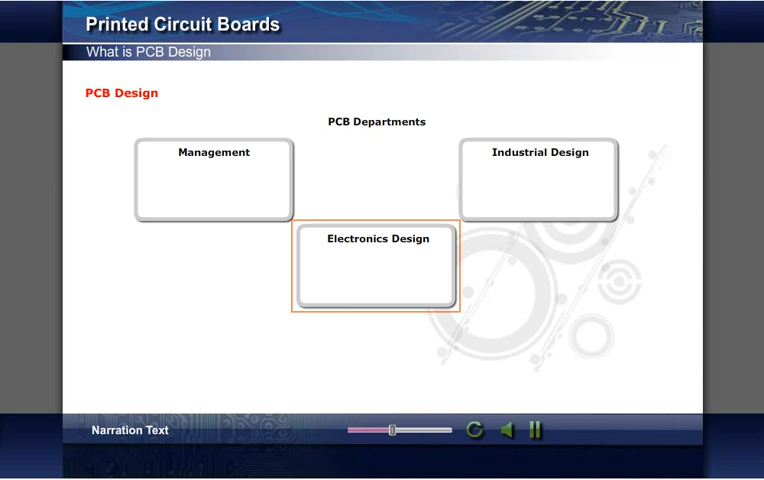 Printed Circuit Boards
What is PCB Design
PCB Design
PCB Departments
Management
Industrial Design
Electronics Design
Narration Text